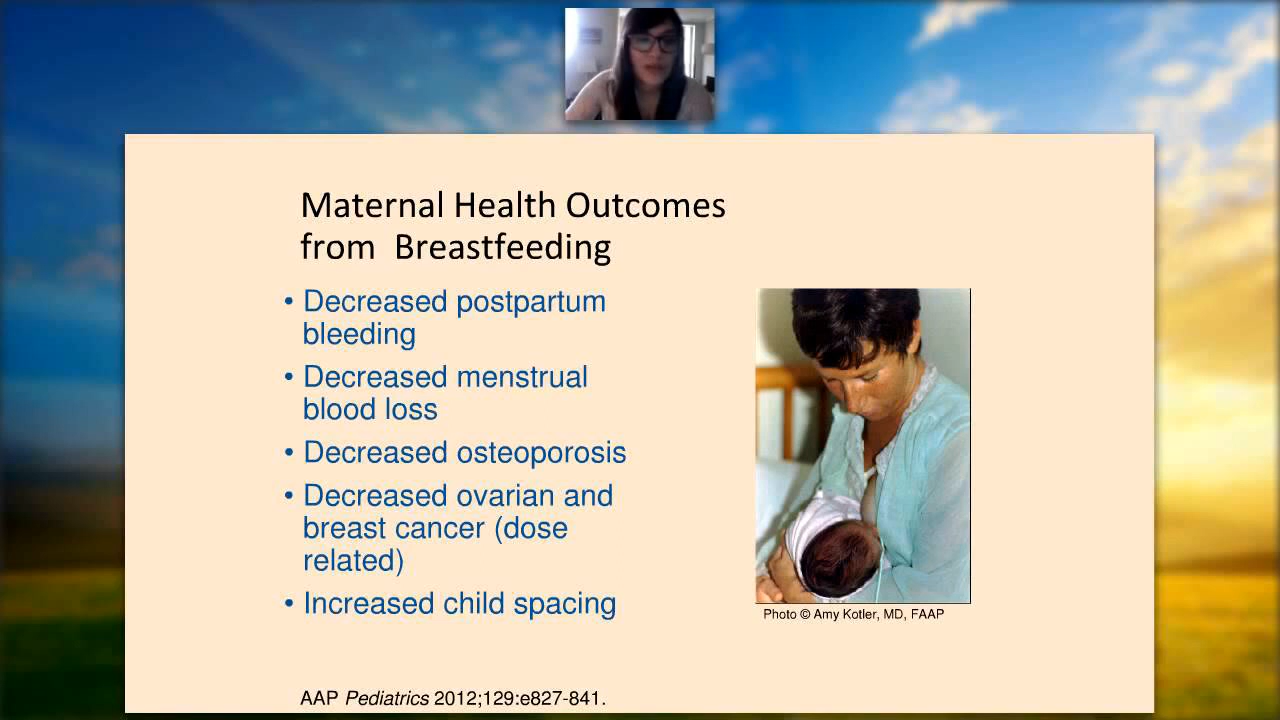 Maternal Health Outcomes
from  Breastfeeding
• Decreased postpartum
bleeding
• Decreased menstrual
blood loss
• Decreased osteoporosis
• Decreased ovarian and
breast cancer (dose
related)
• Increased child spacing
Photo © Amy Kotler, MD, FAAP
AAP Pediatrics 2012;129:e827-841.